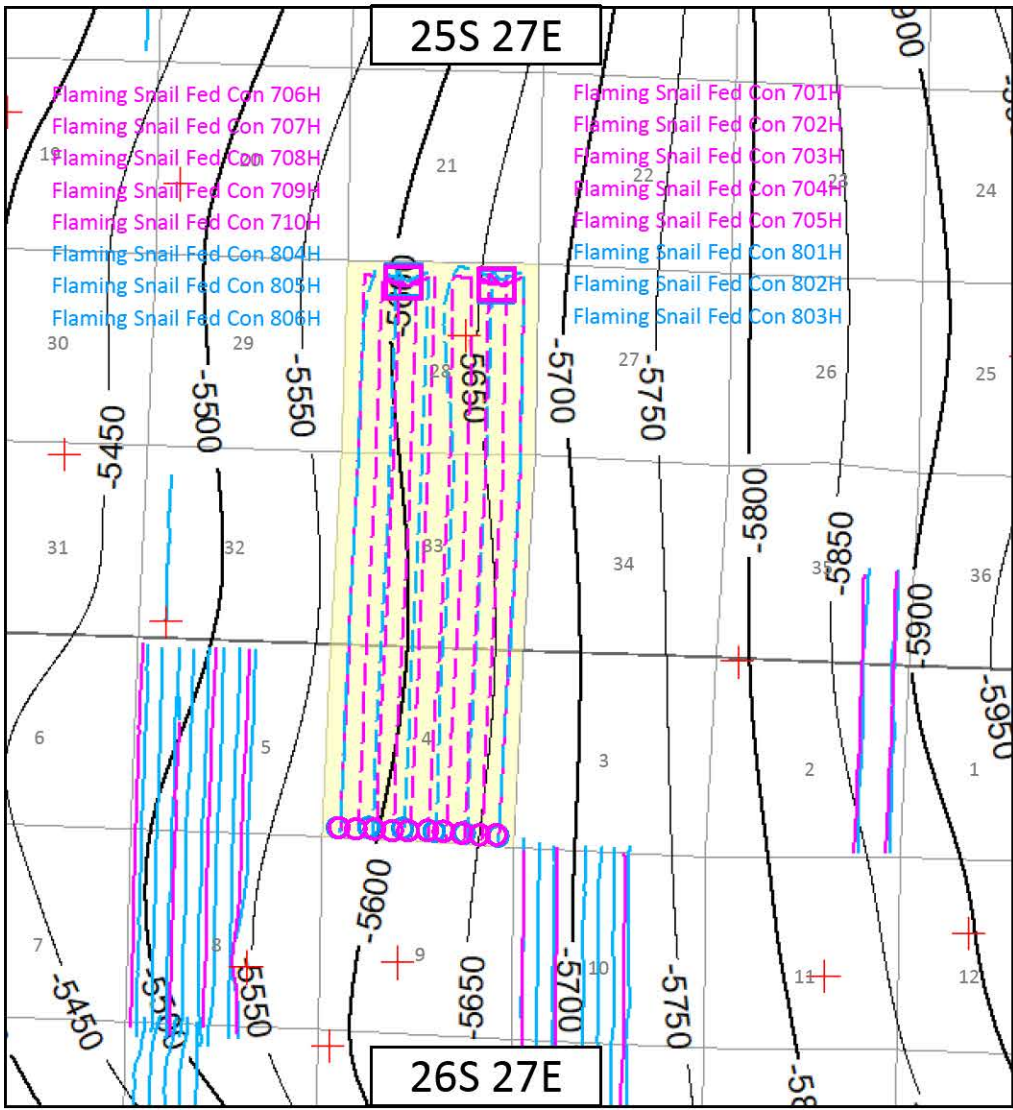 25S 27E
-5900
Flaming Snail Fed Con 706H
Flaming Snail Fed Con 707H
Flaming Snail Fed Con 708H
Flaming Snail Fed Con 709H
Flaming Snail Fed Con 710H
Flaming Snail Fed Con 804H
Flaming Snail Fed Con 805H
Flaming Snail Fed Con 806H
Flaming Snail Fed Con 701H
Flaming Snail Fed Con 702H
Flaming Snail Fed Con 703H
Flaming Snail Fed Con 704H
Flaming Snail Fed Con 705H
Flaming Snail Fed Con 801H
Flaming Snail Fed Con 802H
Flaming Snail Fed Con 803H
19
20
21
22
23
24
30
29
28
27
26
25
-5450
-5500
-5550
-5600
-5650
-5700
-5750
-5800
-5850
-5900
-5950
31
32
33
34
35
36
6
5
4
3
2
1
7
8
9
10
11
12
-5450
-5500
-5550
-5600
-5650
-5700
-5750
26S 27E